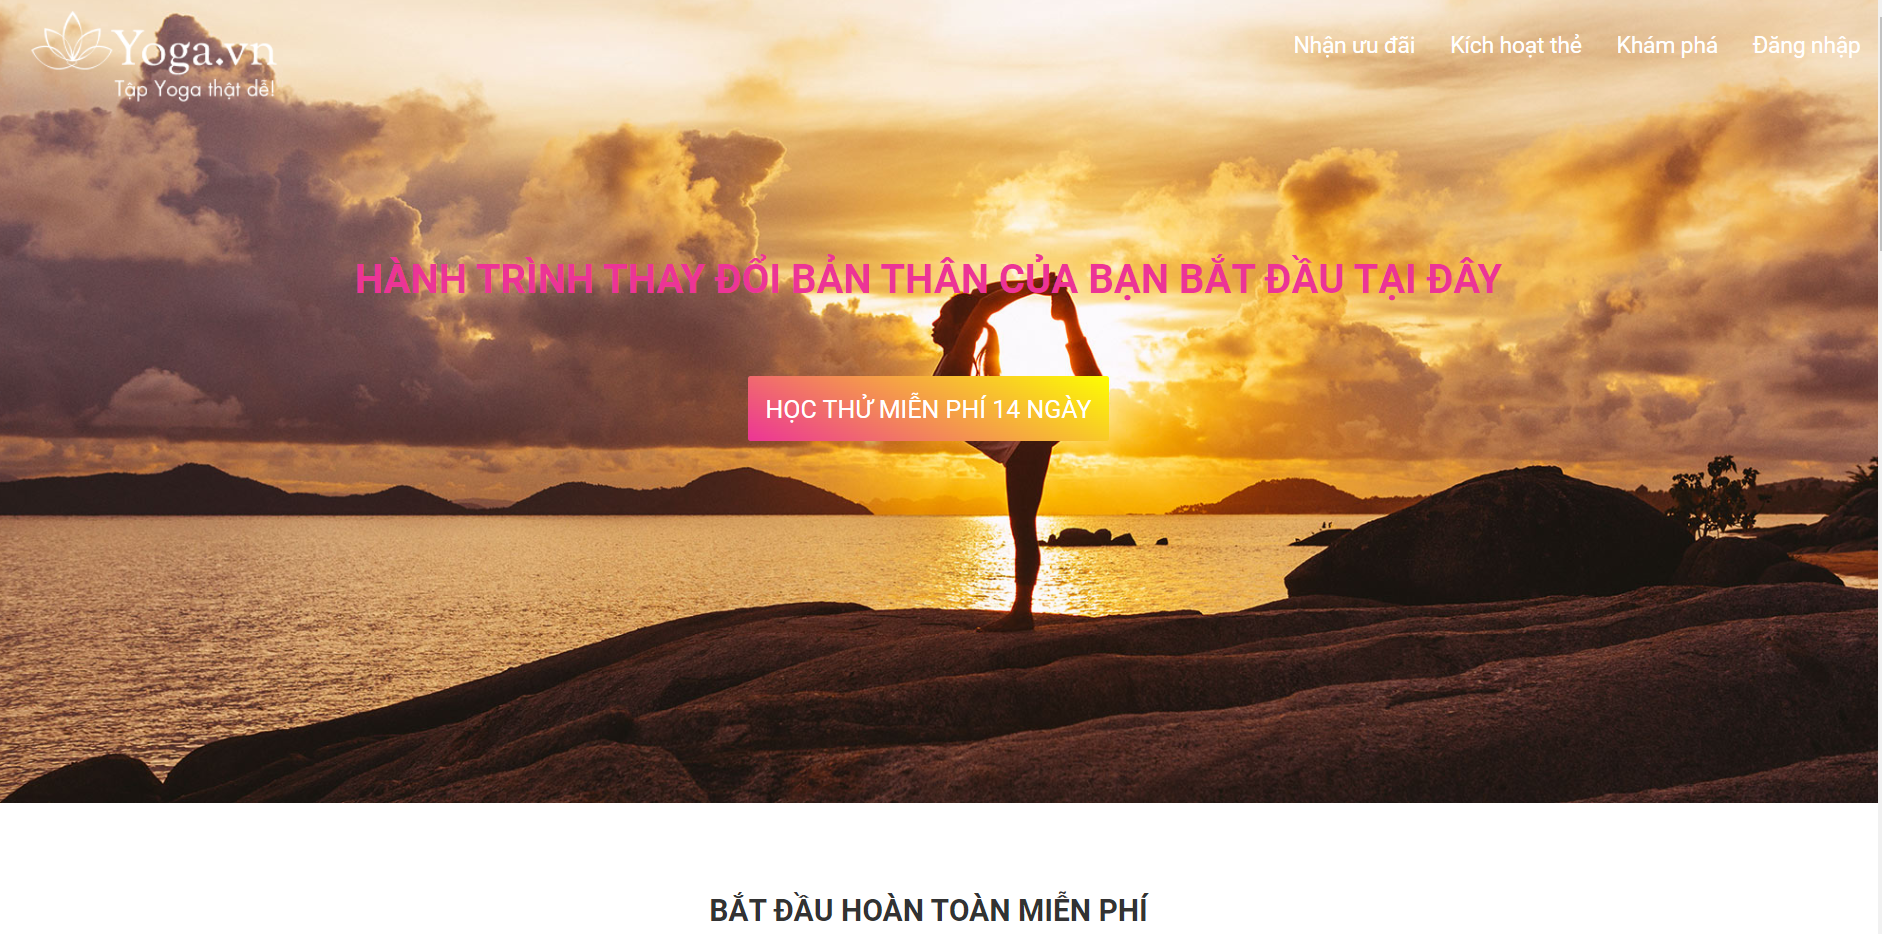 Yoga.vn
Tập Yoga thật dễ!
Nhận ưu đãi
Kích hoạt thẻ
Khám phá
Đăng nhập
HÀNH TRÌNH THAY ĐỔI BẢN THÂN CỦA BẠN BẮT ĐẦU TẠI ĐÂY
HỌC THỬ MIỄN PHÍ 14 NGÀY
BẮT ĐẦU HOÀN TOÀN MIỄN PHÍ